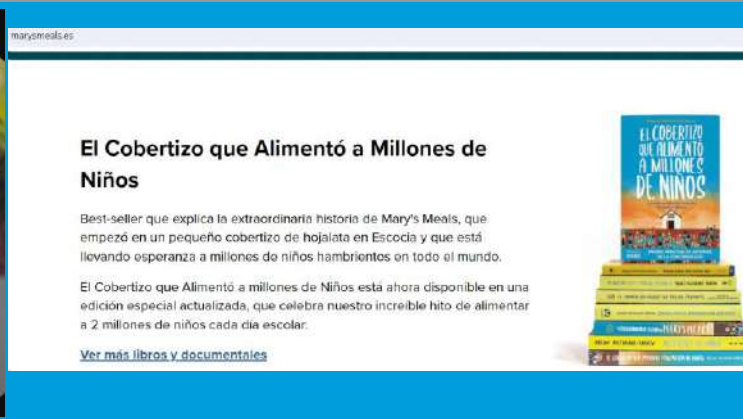 marysmeals.es
El Cobertizo que Alimentó a Millones de
Niños
Best-seller que explica la extraordinaria historia de Mary's Meals, que
empezó en un pequeño cobertizo de hojalata en Escocia y que está
llevando esperanza a millones de niños hambrientos en todo el mundo.
El Cobertizo que Alimentó a millones de Niños está ahora disponible en una
edición especial actualizada, que celebra nuestro increíble hito de alimentar
a 2 millones de niños cada día escolar.
Ver más libros y documentales
EL COBERTIZO
QUE ALIMENTÓ
A MILLONES
DE NIÑOS